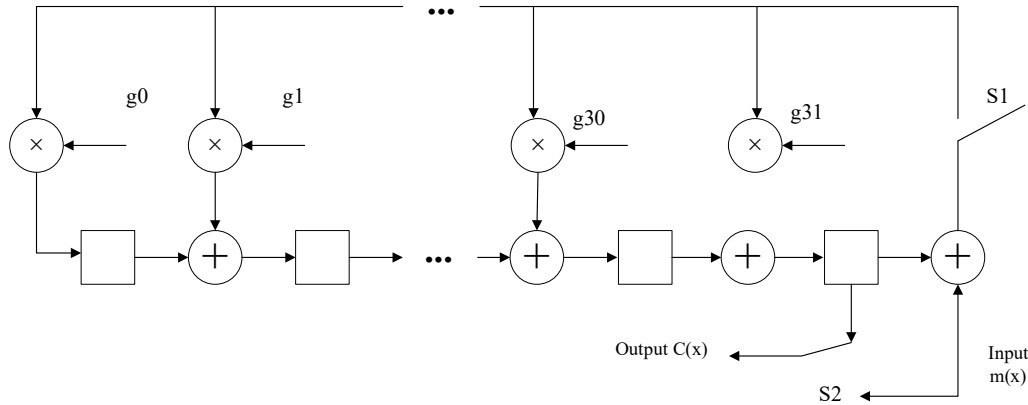 ...
g0
g1
g30
g31
S1
× × × ×
+ ... + + +
Output C(x)
S2
Input
m(x)